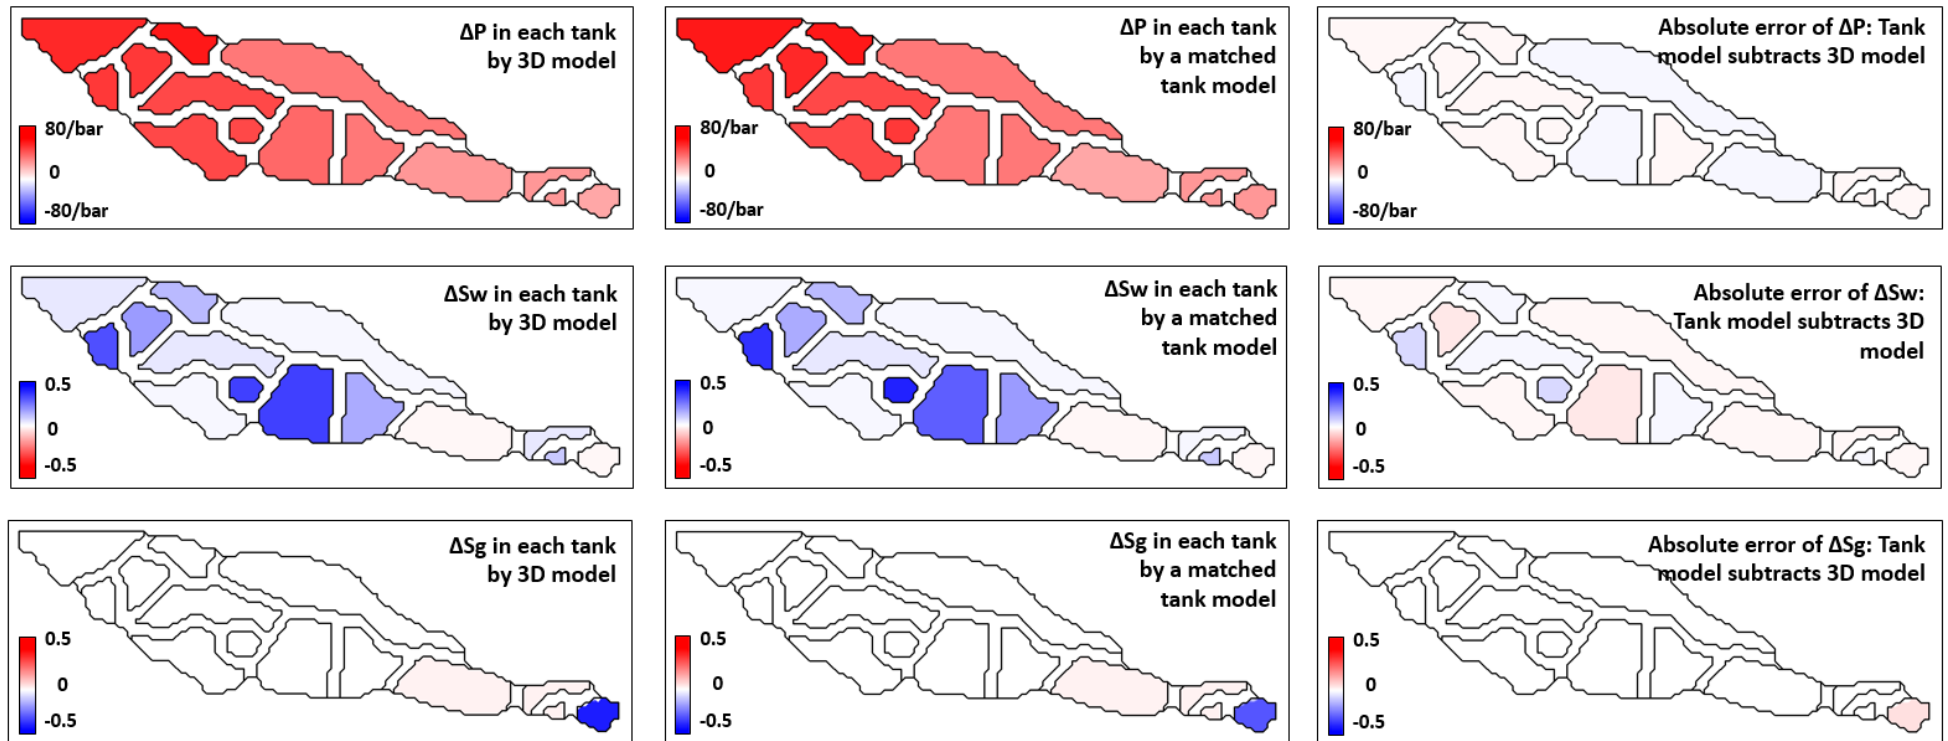 ΔP in each tank
by 3D model
80/bar
0
-80/bar
ΔP in each tank
by a matched
tank model
80/bar
0
-80/bar
Absolute error of ΔP: Tank
model subtracts 3D model
80/bar
0
-80/bar
ΔSw in each tank
by 3D model
0.5
0
-0.5
ΔSw in each tank
by a matched
tank model
0.5
0
-0.5
Absolute error of ΔSw:
Tank model subtracts 3D
model
0.5
0
-0.5
ΔSg in each tank
by 3D model
0.5
0
-0.5
ΔSg in each tank
by a matched
tank model
0.5
0
-0.5
Absolute error of ΔSg: Tank
model subtracts 3D model
0.5
0
-0.5